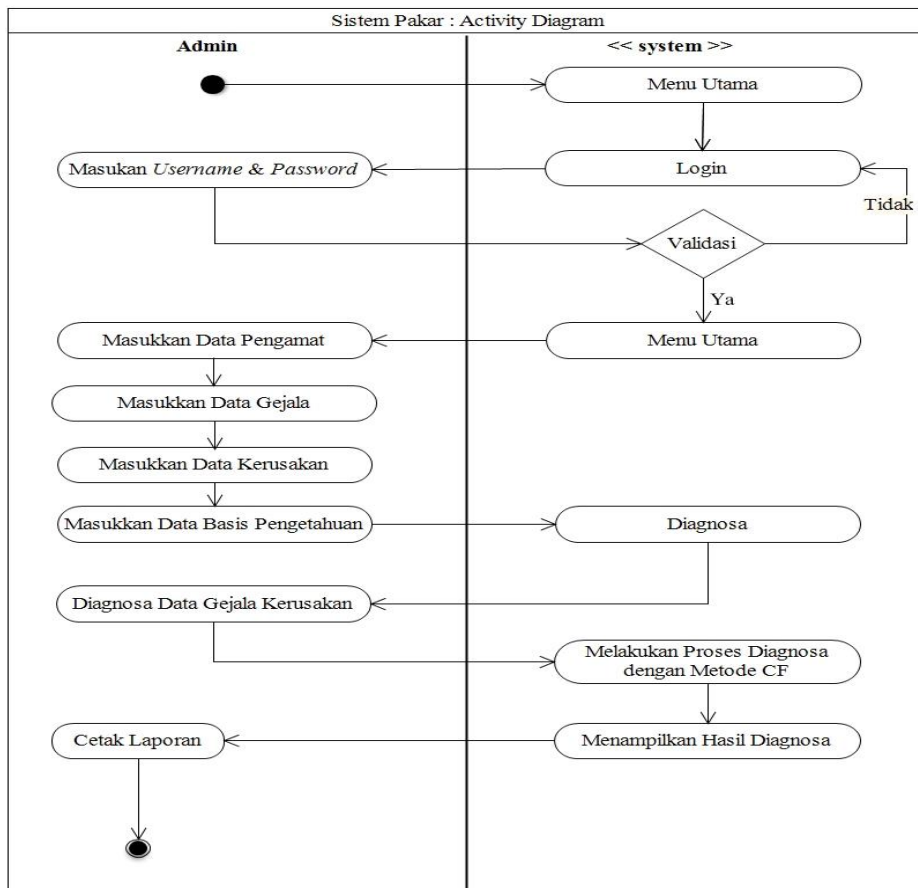 Sistem Pakar : Activity Diagram
Admin
<< system >>
Menu Utama
Masukan Username & Password
Login
Tidak
Validasi
Ya
Masukkan Data Pengamat
Menu Utama
Masukkan Data Gejala
Masukkan Data Kerusakan
Masukkan Data Basis Pengetahuan
Diagnosa
Diagnosa Data Gejala Kerusakan
Melakukan Proses Diagnosa
dengan Metode CF
Cetak Laporan
Menampilkan Hasil Diagnosa